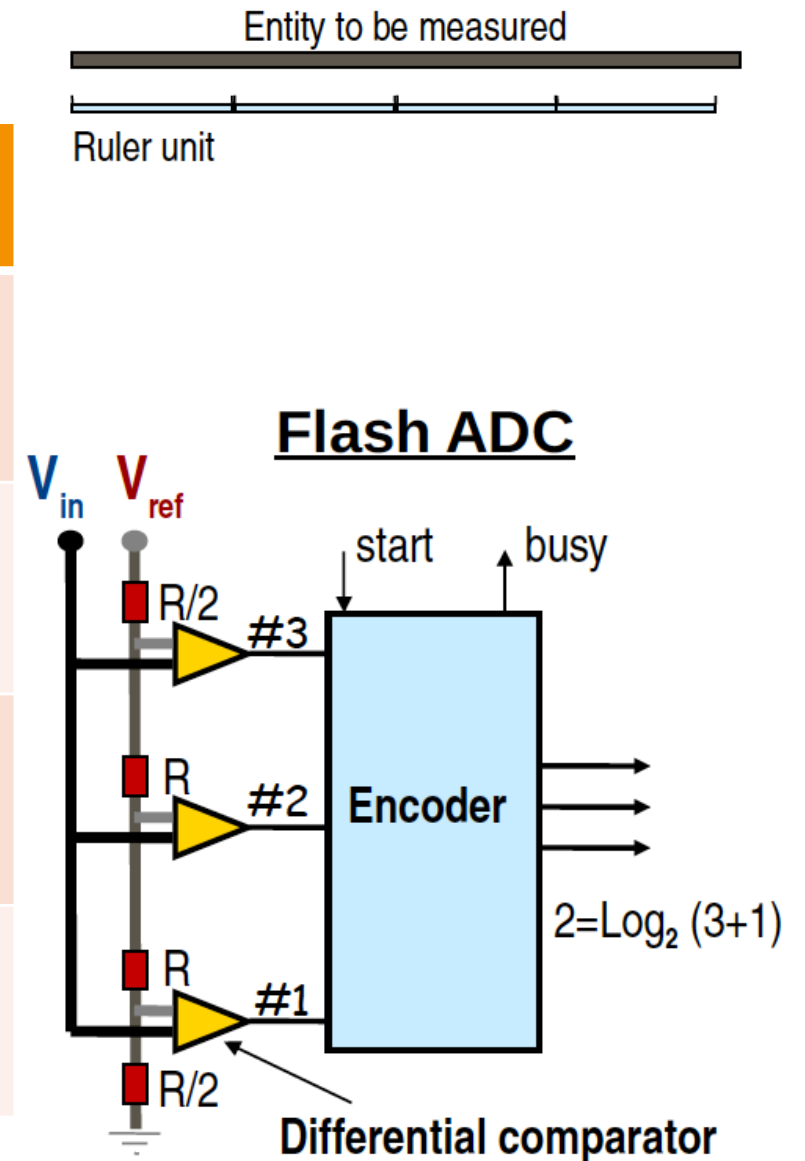 Entity to be measured
Ruler unit
Flash ADC
Vin Vref
start busy
R/2
#3
R
#2
Encoder
2=Log₂ (3+1)
R
#1
R/2
Differential comparator